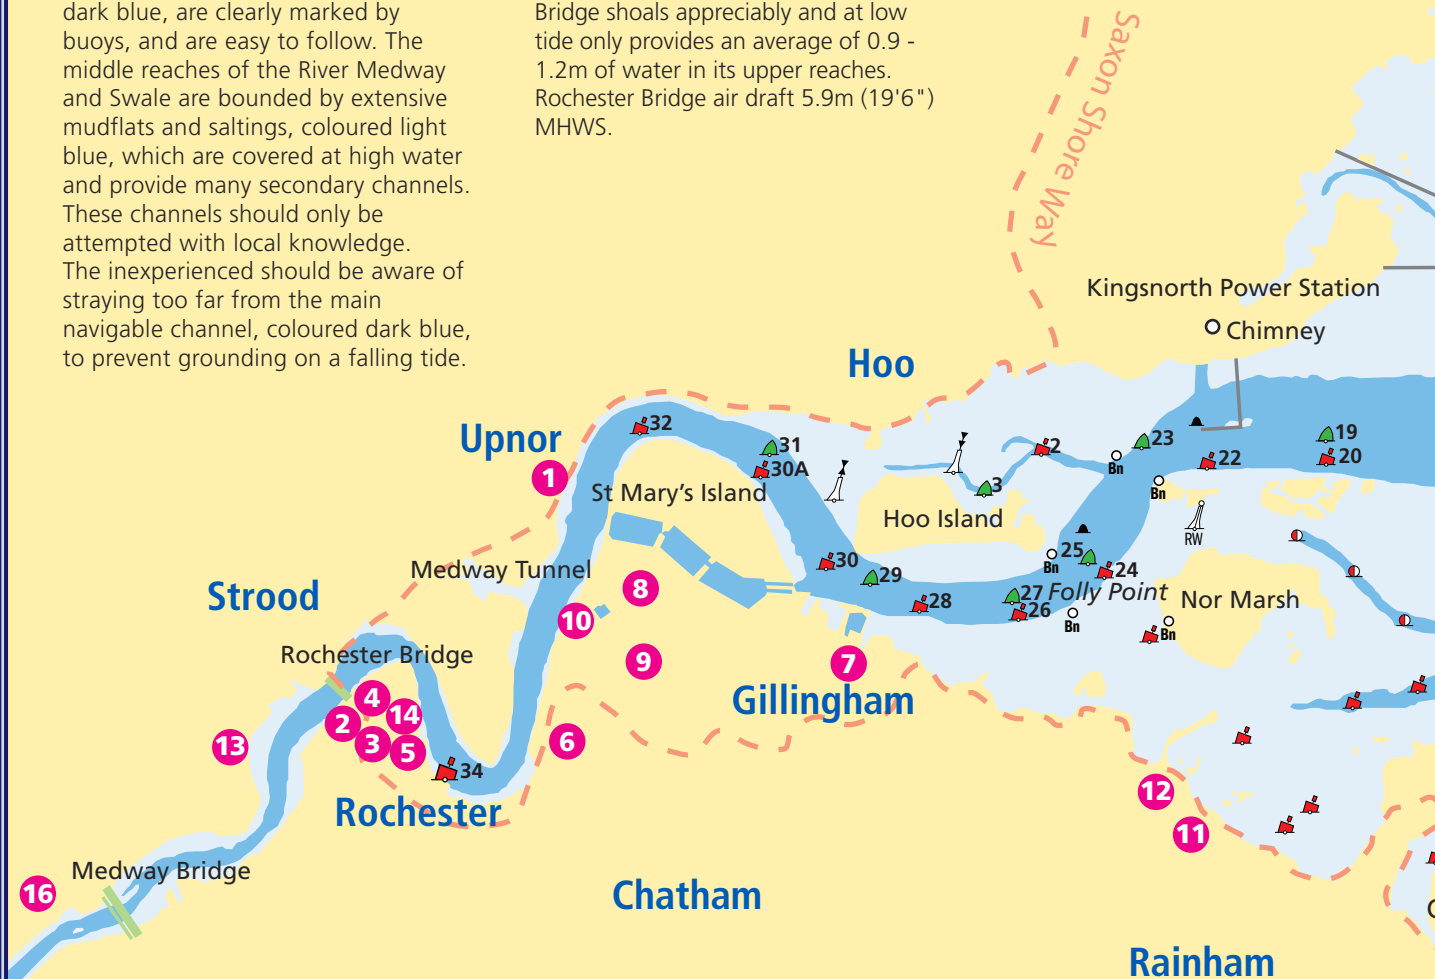 dark blue, are clearly marked by
buoys, and are easy to follow. The
middle reaches of the River Medway
and Swale are bounded by extensive
mudflats and saltings, coloured light
blue, which are covered at high water
and provide many secondary channels.
These channels should only be
attempted with local knowledge.
The inexperienced should be aware of
straying too far from the main
navigable channel, coloured dark blue,
to prevent grounding on a falling tide.
Bridge shoals appreciably and at low
tide only provides an average of 0.9 -
1.2m of water in its upper reaches.
Rochester Bridge air draft 5.9m (19'6")
MHWS.
Saxon Shore Way
Kingsnorth Power Station
Chimney
Hoo
Upnor
32
31
30A
1
St Mary's Island
2
3
Hoo Island
23
22
19
20
Bn
Bn
RW
Medway Tunnel
30
29
28
25
24
Bn
27
26
Folly Point
Bn
Bn
Nor Marsh
Strood
8
10
9
7
Gillingham
Rochester Bridge
4
14
2
3
5
13
6
34
Rochester
12
11
Medway Bridge
16
Chatham
Rainham